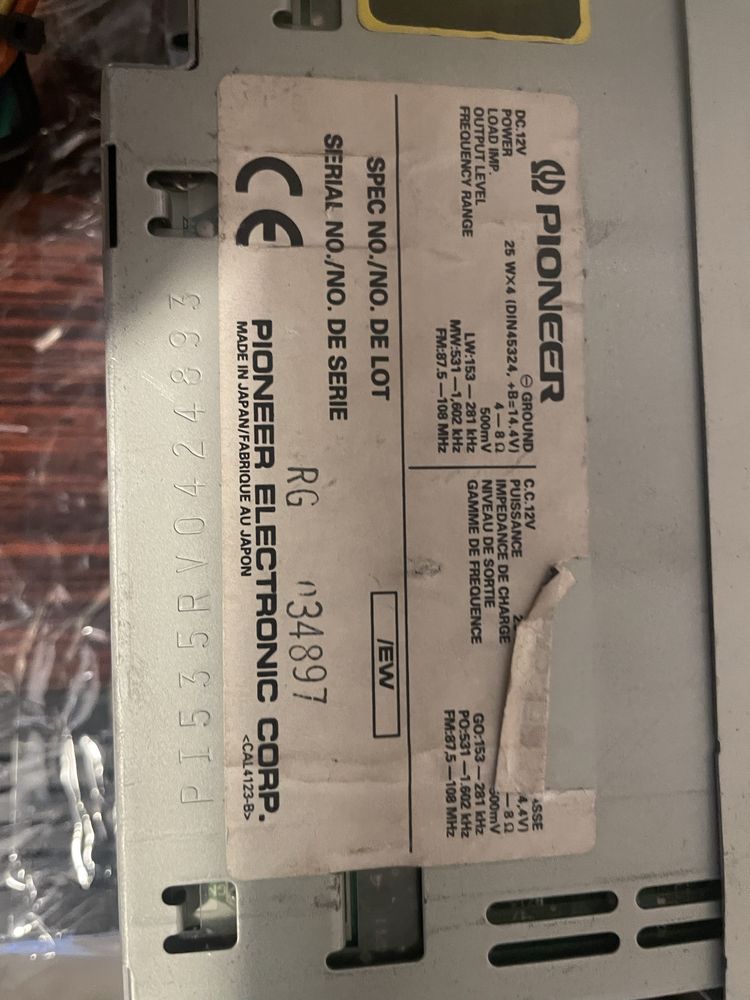 PIONEER
DC.12V ⊖ GROUND
POWER 25 WX4 (DIN45324, +B=14.4V)
LOAD IMP. 4—8 Ω
OUTPUT LEVEL 500mV
FREQUENCY RANGE LW:153—281 kHz
MW:531—1,602 kHz
FM:87.5—108 MHz
C.C.12V
PUISSANCE 4,4V)
IMPEDANCE DE CHARGE —8 Ω
NIVEAU DE SORTIE 500mV
GAMME DE FREQUENCE GO:153—281 kHz
PO:531—1,602 kHz
FM:87,5—108 MHz
SPEC NO./NO. DE LOT /EW
SERIAL NO./NO. DE SERIE RG 034897
CE PIONEER ELECTRONIC CORP.
MADE IN JAPAN/FABRIQUE AU JAPON <CAL4123-B>
PI535RV0424893